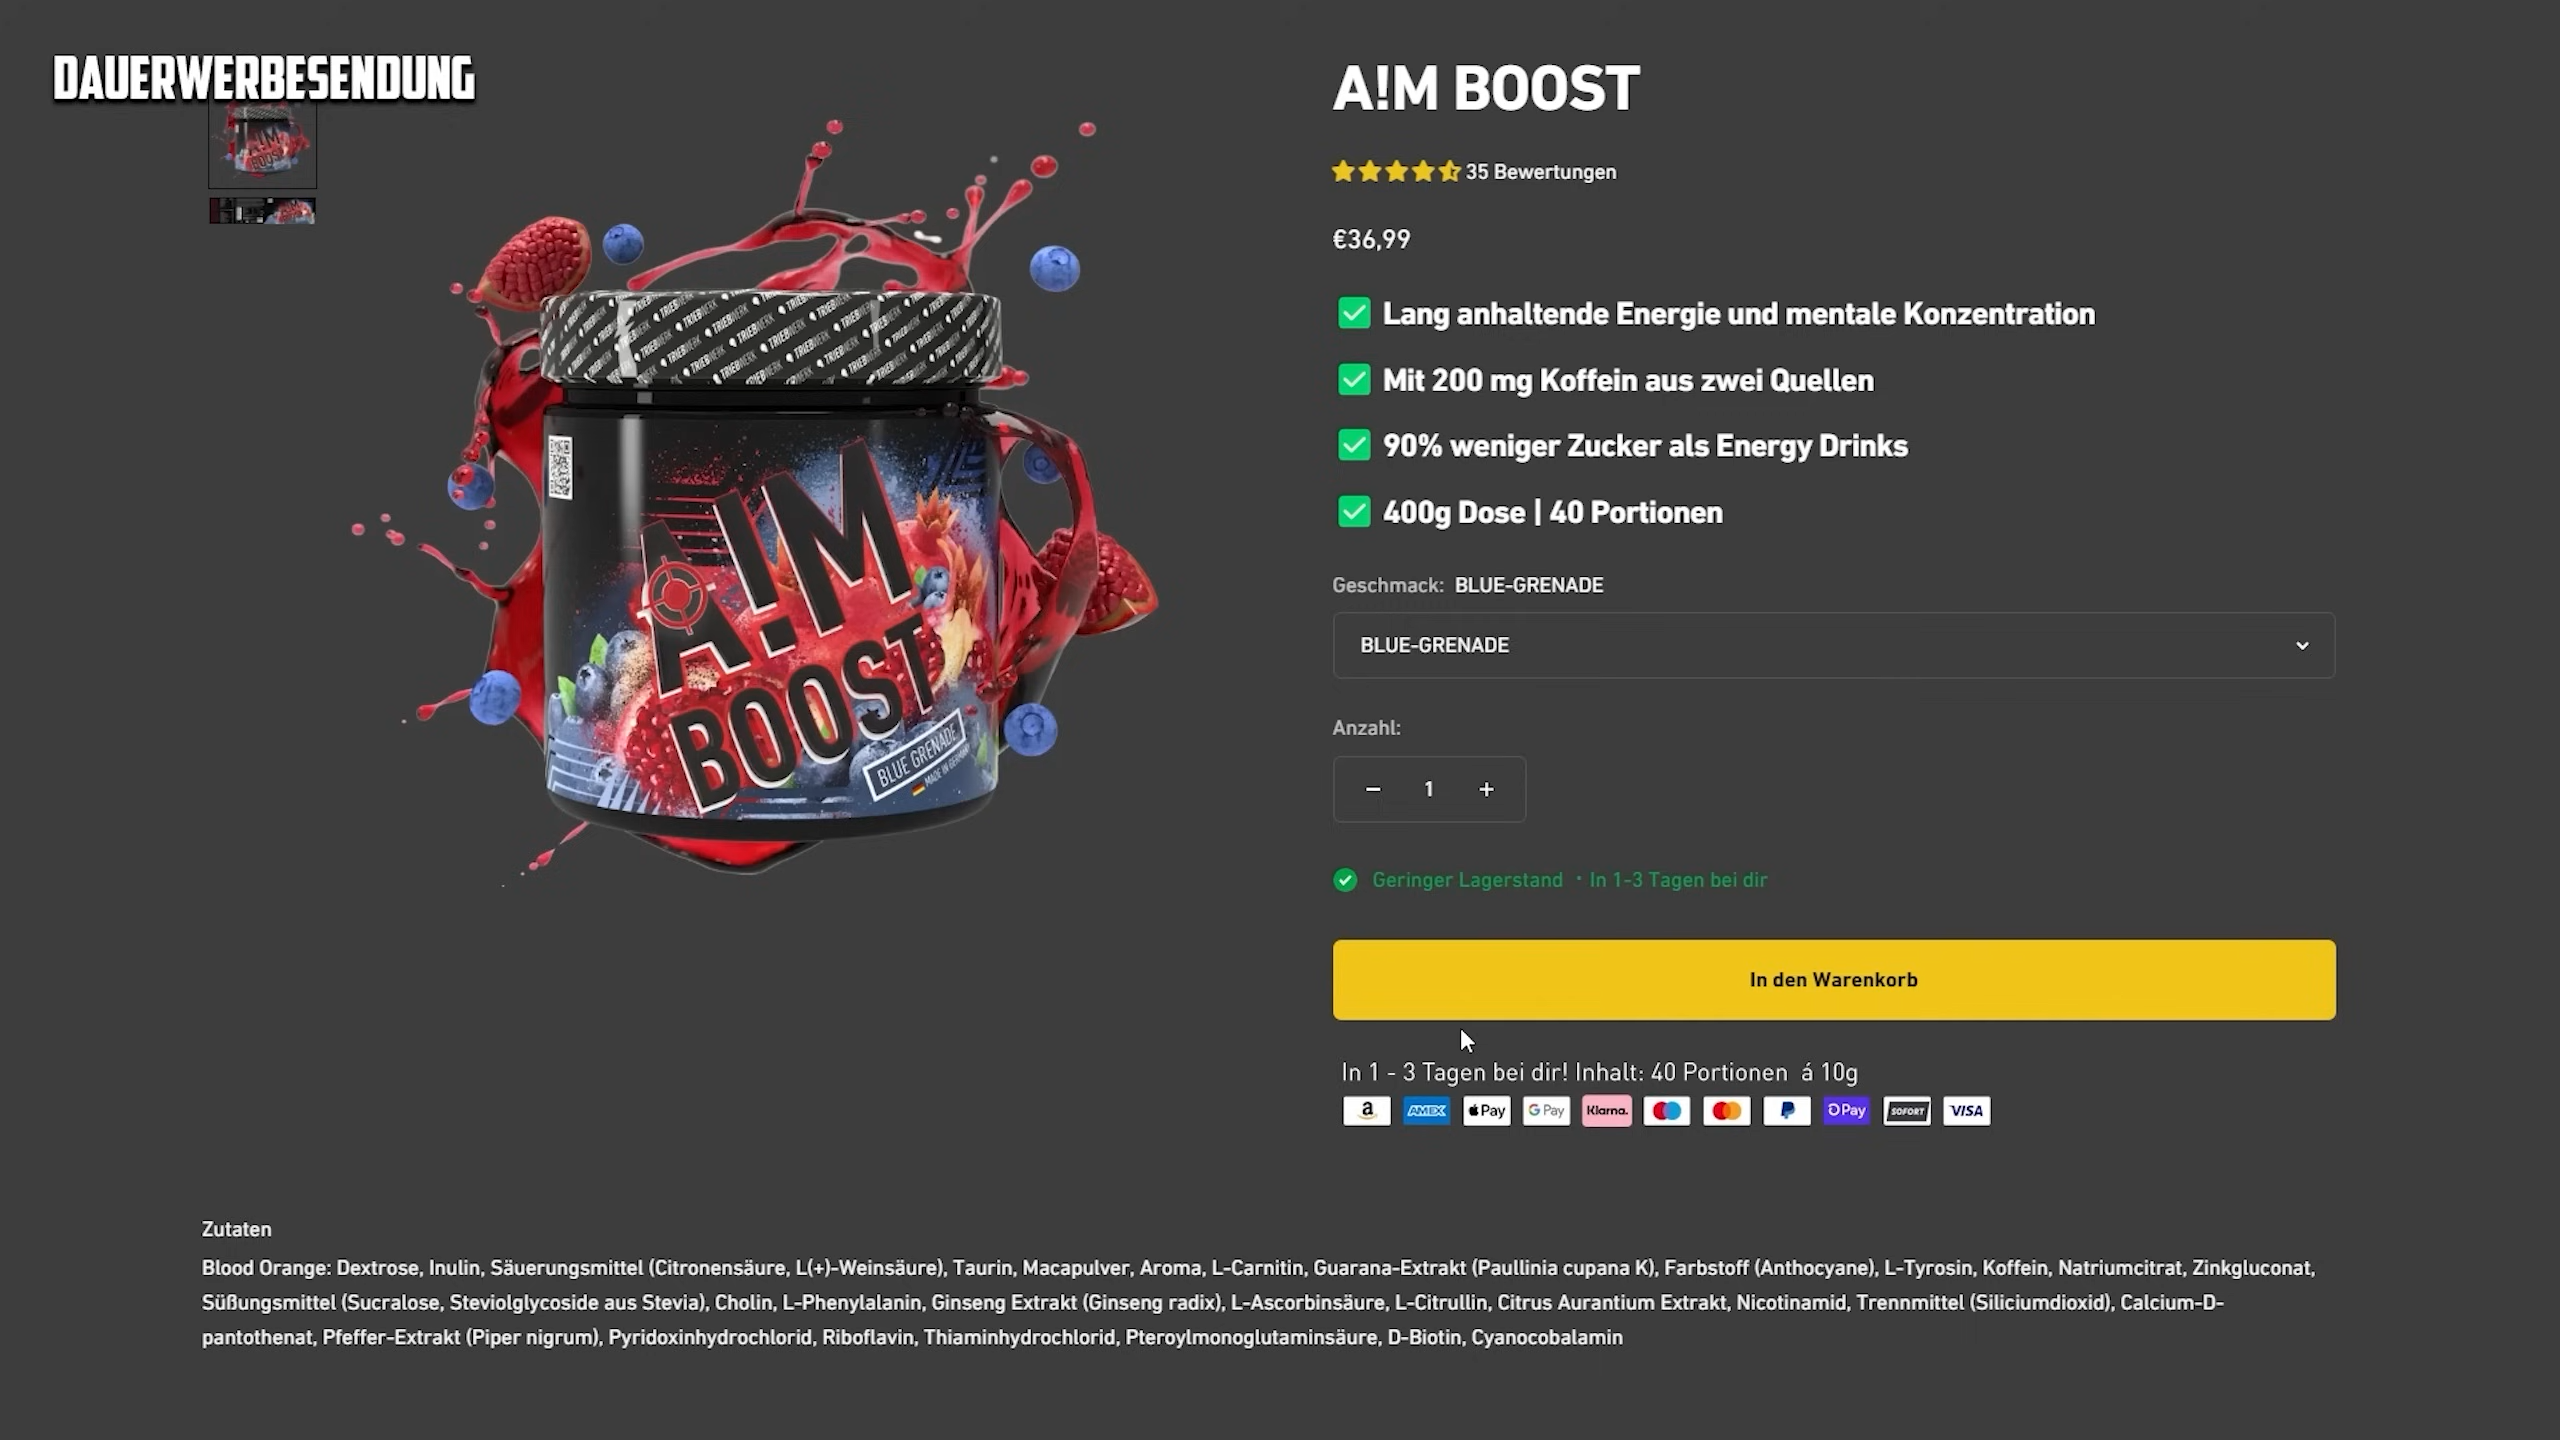 DAUERWERBESENDUNG
A!M BOOST
35 Bewertungen
€36,99
Lang anhaltende Energie und mentale Konzentration
Mit 200 mg Koffein aus zwei Quellen
90% weniger Zucker als Energy Drinks
400g Dose | 40 Portionen
TRIEBWERK
A!M
BOOST
BLUE GRENADE
MADE IN GERMANY
Geschmack: BLUE-GRENADE
BLUE-GRENADE
Anzahl:
− 1 +
Geringer Lagerstand · In 1-3 Tagen bei dir
In den Warenkorb
In 1 - 3 Tagen bei dir! Inhalt: 40 Portionen á 10g
a AMEX Pay G Pay Klarna. P Pay SOFORT VISA
Zutaten
Blood Orange: Dextrose, Inulin, Säuerungsmittel (Citronensäure, L(+)-Weinsäure), Taurin, Macapulver, Aroma, L-Carnitin, Guarana-Extrakt (Paullinia cupana K), Farbstoff (Anthocyane), L-Tyrosin, Koffein, Natriumcitrat, Zinkgluconat,
Süßungsmittel (Sucralose, Steviolglycoside aus Stevia), Cholin, L-Phenylalanin, Ginseng Extrakt (Ginseng radix), L-Ascorbinsäure, L-Citrullin, Citrus Aurantium Extrakt, Nicotinamid, Trennmittel (Siliciumdioxid), Calcium-D-
pantothenat, Pfeffer-Extrakt (Piper nigrum), Pyridoxinhydrochlorid, Riboflavin, Thiaminhydrochlorid, Pteroylmonoglutaminsäure, D-Biotin, Cyanocobalamin